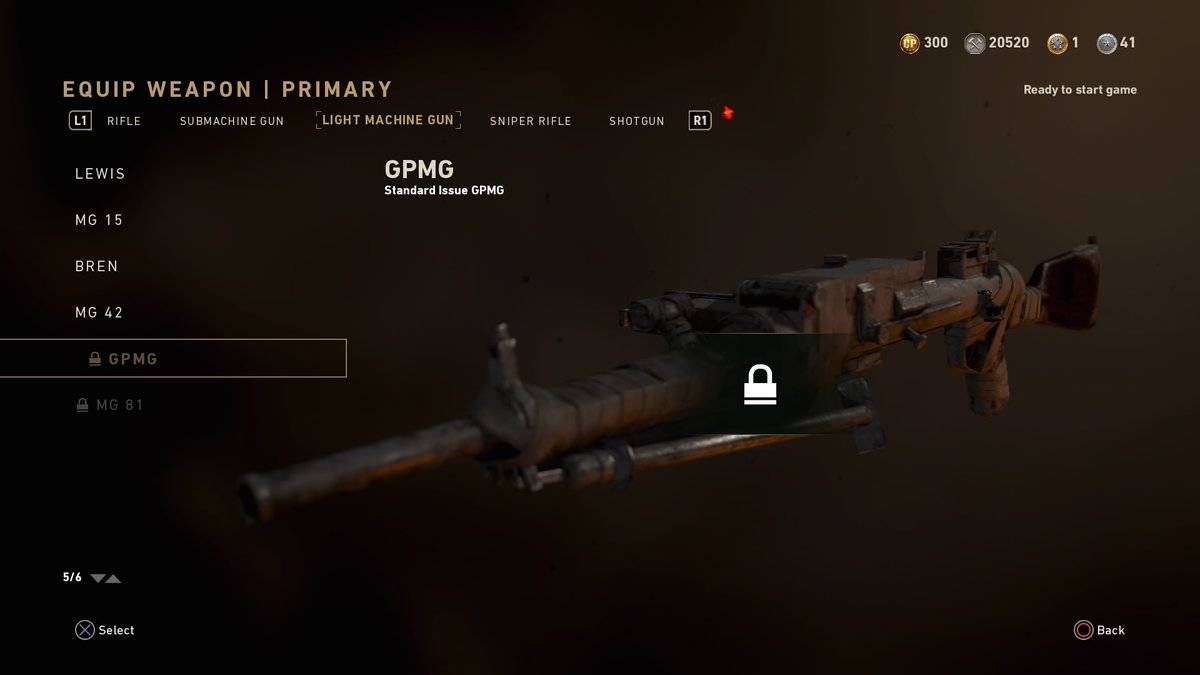 CP 300 20520 1 41
EQUIP WEAPON | PRIMARY
Ready to start game
L1 RIFLE SUBMACHINE GUN LIGHT MACHINE GUN SNIPER RIFLE SHOTGUN R1
LEWIS
GPMG
Standard Issue GPMG
MG 15
BREN
MG 42
GPMG
MG 81
5/6
Select
Back